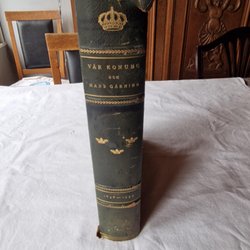 VÅR KONUNG
OCH
HANS GÄRNING